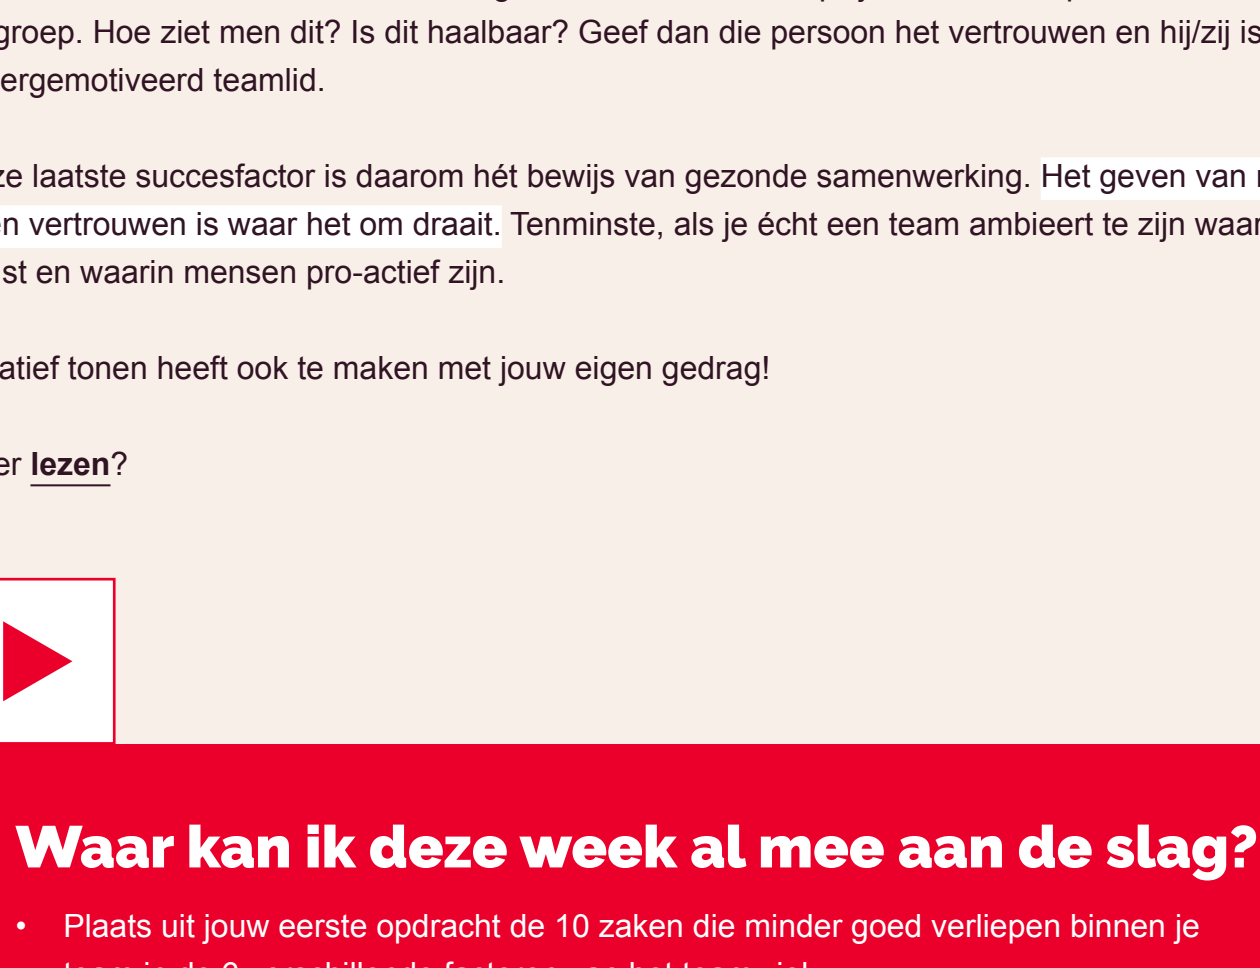 groep. Hoe ziet men dit? Is dit haalbaar? Geef dan die persoon het vertrouwen en hij/zij is
ergemotiveerd teamlid.
ze laatste succesfactor is daarom hét bewijs van gezonde samenwerking. Het geven van
en vertrouwen is waar het om draait. Tenminste, als je écht een team ambieert te zijn waar
st en waarin mensen pro-actief zijn.
atief tonen heeft ook te maken met jouw eigen gedrag!
er lezen?
Waar kan ik deze week al mee aan de slag?
• Plaats uit jouw eerste opdracht de 10 zaken die minder goed verliepen binnen je